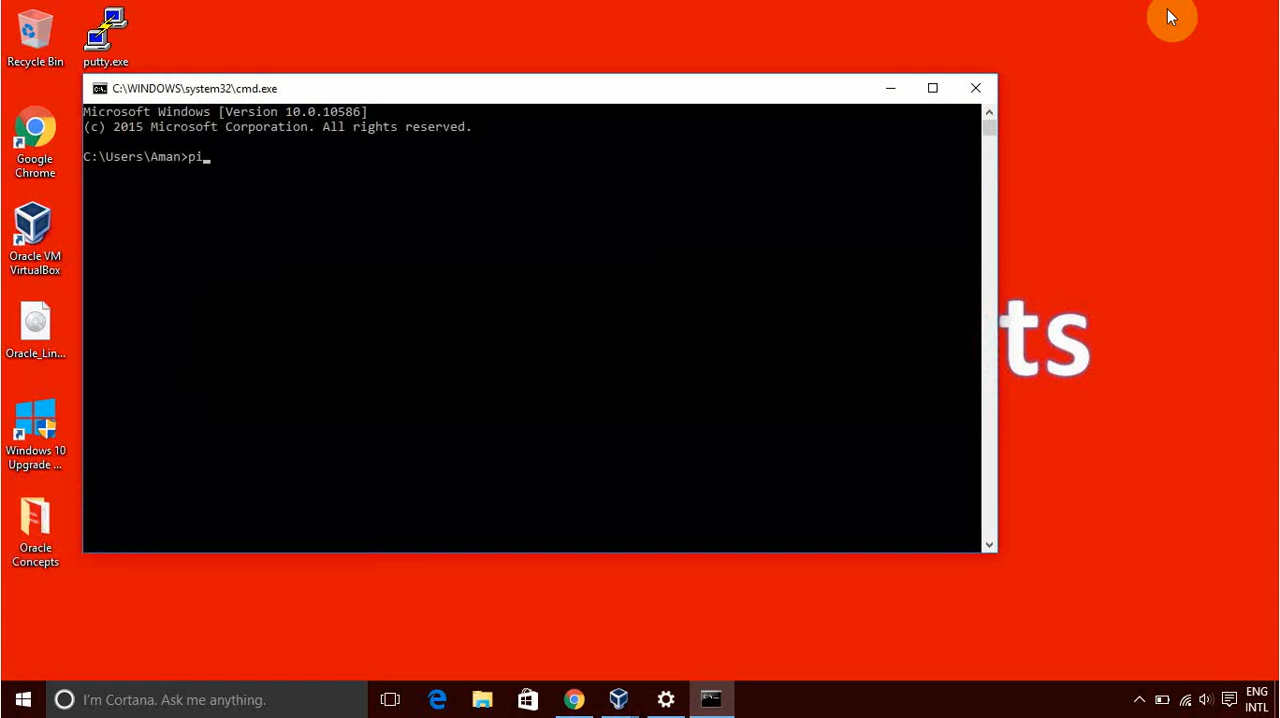 Recycle Bin
putty.exe
C:\WINDOWS\system32\cmd.exe
Microsoft Windows [Version 10.0.10586]
(c) 2015 Microsoft Corporation. All rights reserved.
C:\Users\Aman>pi_
Google
Chrome
Oracle VM
VirtualBox
Oracle_Lin...
Windows 10
Upgrade ...
Oracle
Concepts
ts
I'm Cortana. Ask me anything.
ENG
INTL